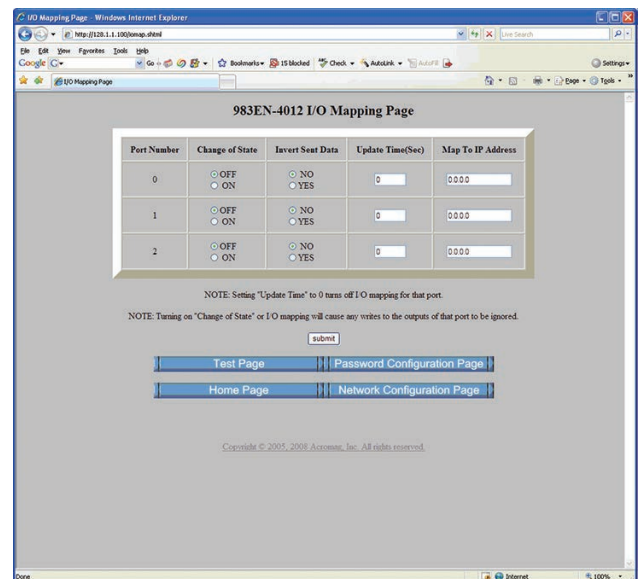 I/O Mapping Page - Windows Internet Explorer
http://128.1.1.100/iomap.shtml
Live Search
File Edit View Favorites Tools Help
Google G Go Bookmarks 15 blocked Check AutoLink AutoFill Settings
I/O Mapping Page Page Tools
983EN-4012 I/O Mapping Page
Port Number Change of State Invert Sent Data Update Time(Sec) Map To IP Address
0 OFF ON NO YES 0 0.0.0.0
1 OFF ON NO YES 0 0.0.0.0
2 OFF ON NO YES 0 0.0.0.0
NOTE: Setting "Update Time" to 0 turns off I/O mapping for that port.
NOTE: Turning on "Change of State" or I/O mapping will cause any writes to the outputs of that port to be ignored.
submit
Test Page Password Configuration Page
Home Page Network Configuration Page
Copyright © 2005, 2008 Acromag, Inc. All rights reserved.
Done Internet 100%